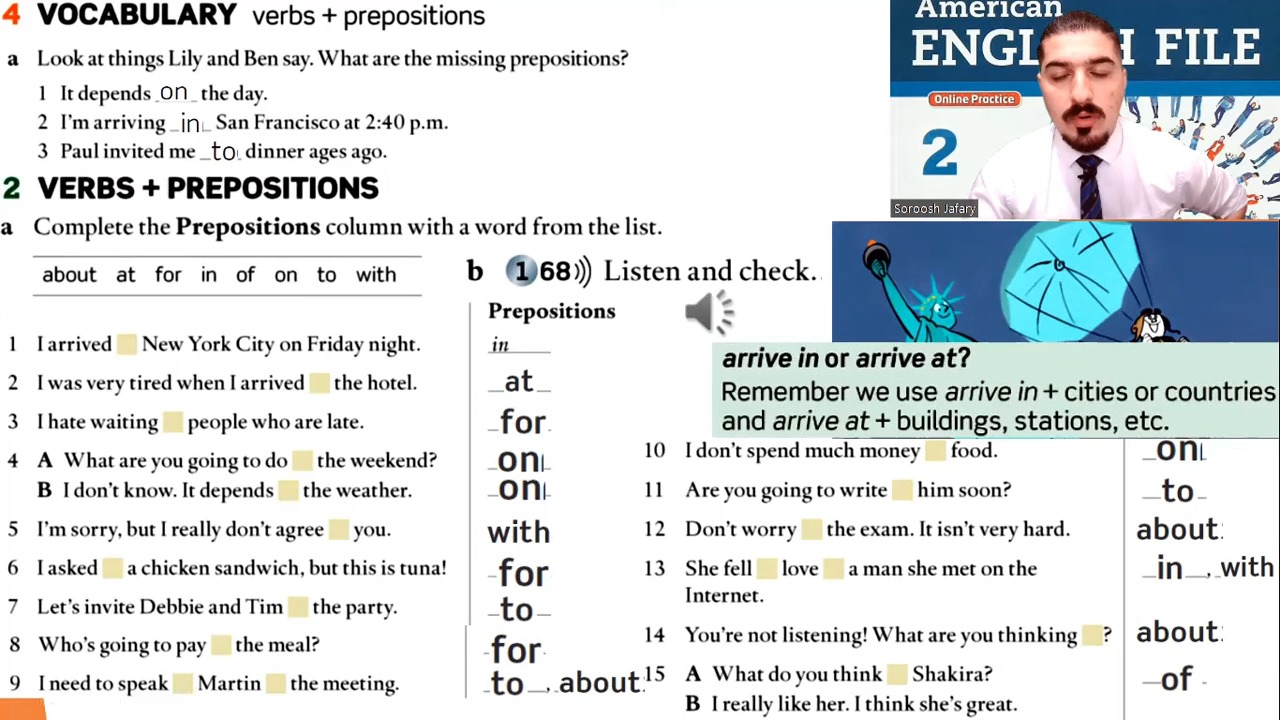 4 VOCABULARY verbs + prepositions
a Look at things Lily and Ben say. What are the missing prepositions?
1 It depends on the day.
2 I'm arriving in San Francisco at 2:40 p.m.
3 Paul invited me to dinner ages ago.
2 VERBS + PREPOSITIONS
a Complete the Prepositions column with a word from the list.
about at for in of on to with
b 1 68 Listen and check.
Prepositions
1 I arrived New York City on Friday night. in
2 I was very tired when I arrived the hotel. at
3 I hate waiting people who are late. for
4 A What are you going to do the weekend? on
B I don't know. It depends the weather. on
5 I'm sorry, but I really don't agree you. with
6 I asked a chicken sandwich, but this is tuna! for
7 Let's invite Debbie and Tim the party. to
8 Who's going to pay the meal? for
9 I need to speak Martin the meeting. to , about
American
ENGLISH FILE
Online Practice
2
Soroosh Jafary
arrive in or arrive at?
Remember we use arrive in + cities or countries
and arrive at + buildings, stations, etc.
10 I don't spend much money food. on
11 Are you going to write him soon? to
12 Don't worry the exam. It isn't very hard. about
13 She fell love a man she met on the in , with
Internet.
14 You're not listening! What are you thinking ? about
15 A What do you think Shakira? of
B I really like her. I think she's great.